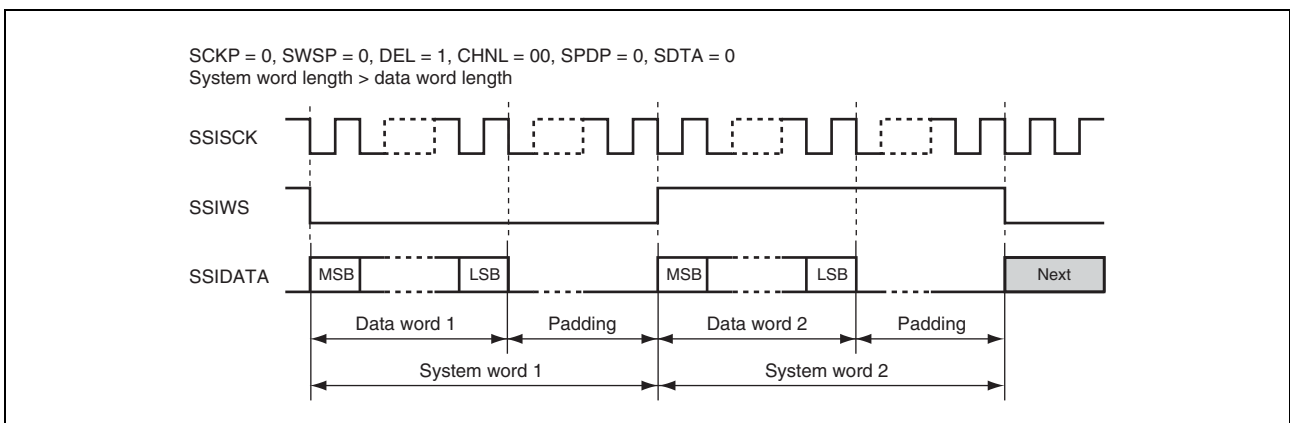 SCKP = 0, SWSP = 0, DEL = 1, CHNL = 00, SPDP = 0, SDTA = 0
System word length > data word length
SSISCK
SSIWS
SSIDATA
MSB
LSB
MSB
LSB
Next
Data word 1
Padding
Data word 2
Padding
System word 1
System word 2